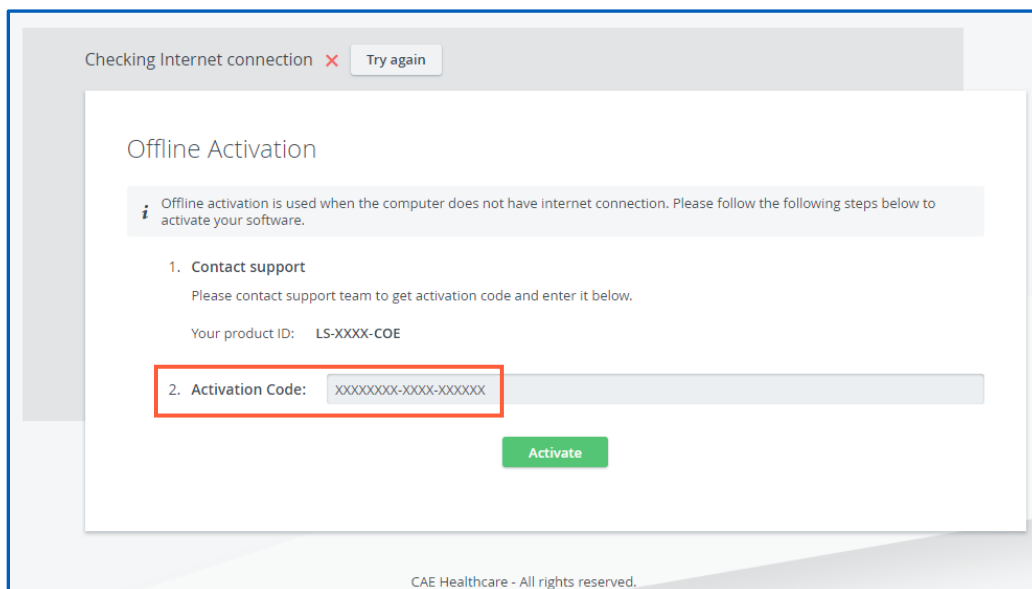 Checking Internet connection Try again
Offline Activation
i Offline activation is used when the computer does not have internet connection. Please follow the following steps below to
activate your software.
1. Contact support
Please contact support team to get activation code and enter it below.
Your product ID: LS-XXXX-COE
2. Activation Code: XXXXXXXX-XXXX-XXXXXX
Activate
CAE Healthcare - All rights reserved.